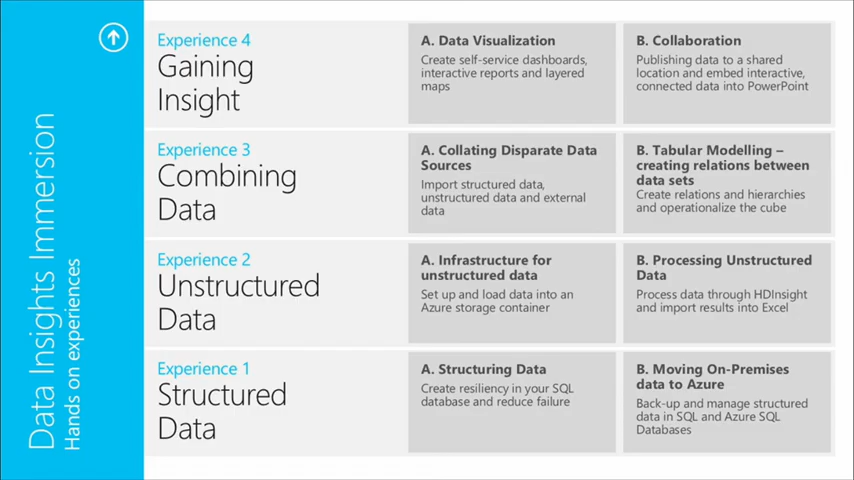 Data Insights Immersion
Hands on experiences
Experience 4
Gaining
Insight
A. Data Visualization
Create self-service dashboards,
interactive reports and layered
maps
B. Collaboration
Publishing data to a shared
location and embed interactive,
connected data into PowerPoint
Experience 3
Combining
Data
A. Collating Disparate Data
Sources
Import structured data,
unstructured data and external
data
B. Tabular Modelling –
creating relations between
data sets
Create relations and hierarchies
and operationalize the cube
Experience 2
Unstructured
Data
A. Infrastructure for
unstructured data
Set up and load data into an
Azure storage container
B. Processing Unstructured
Data
Process data through HDInsight
and import results into Excel
Experience 1
Structured
Data
A. Structuring Data
Create resiliency in your SQL
database and reduce failure
B. Moving On-Premises
data to Azure
Back-up and manage structured
data in SQL and Azure SQL
Databases